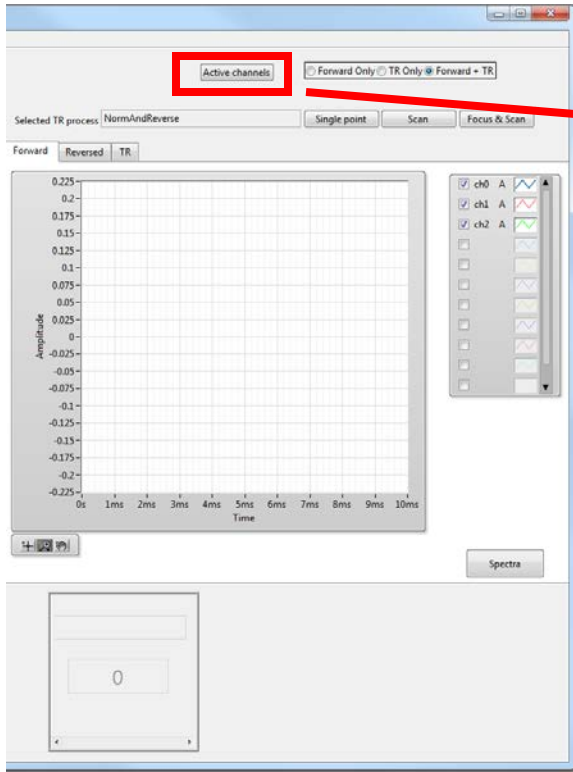 Active channels
Forward Only TR Only Forward + TR
Selected TR process NormAndReverse
Single point Scan Focus & Scan
Forward Reversed TR
0.225
0.2
0.175
0.15
0.125
0.1
0.075
0.05
0.025
0
-0.025
-0.05
-0.075
-0.1
-0.125
-0.15
-0.175
-0.2
-0.225
Amplitude
0s 1ms 2ms 3ms 4ms 5ms 6ms 7ms 8ms 9ms 10ms
Time
ch0 A
ch1 A
ch2 A
Spectra
0